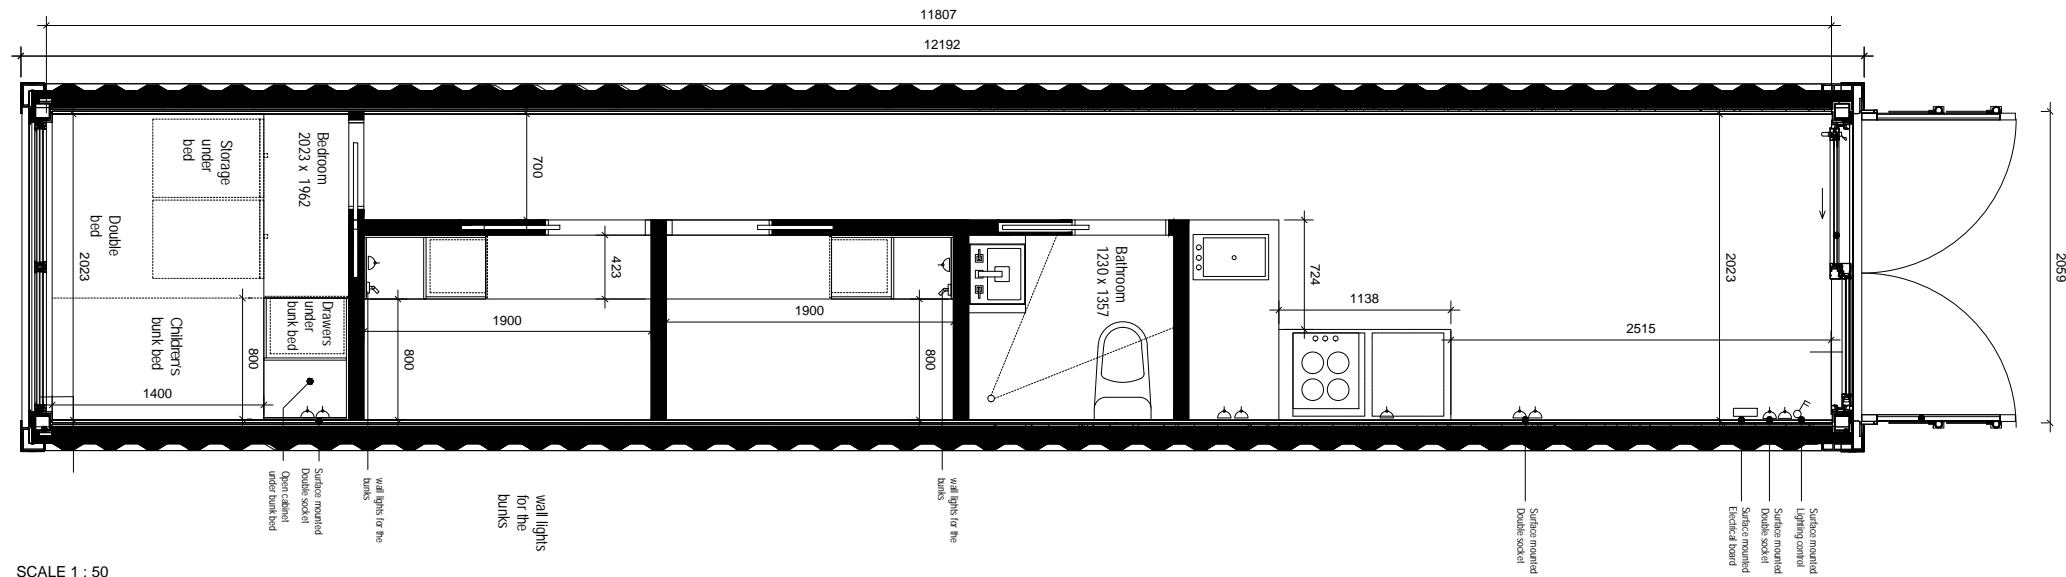 11807
12192
Bedroom
2023 x 1962
Storage
under
bed
Double
bed
2023
Children's
bunk bed
Drawers
under
bunk bed
800
1400
700
423
1900
800
1900
800
Bathroom
1230 x 1357
724
1138
2515
2023
2059
Surface mounted
Double socket
Open cabinet
under bunk bed
wall lights for the
bunks
wall lights
for the
bunks
wall lights for the
bunks
Surface mounted
Double socket
Surface mounted
Electrical board
Surface mounted
Double socket
Surface mounted
Lighting control
SCALE 1 : 50